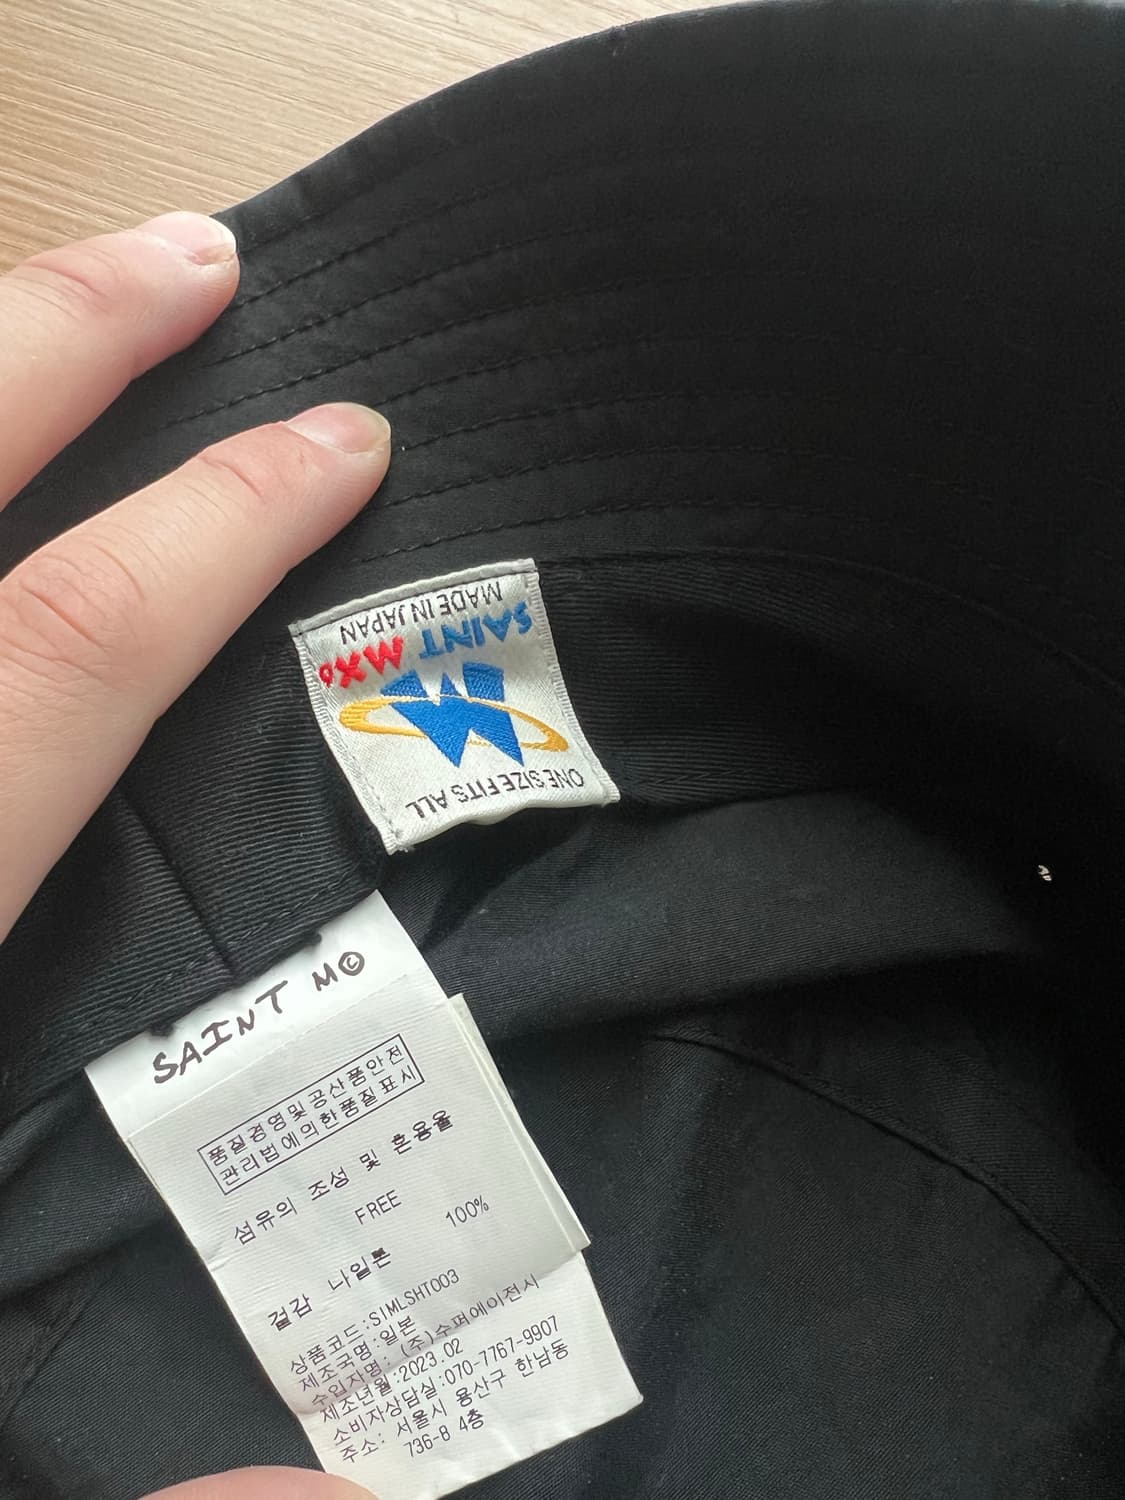 MADE IN JAPAN
SAINT MX6
ONE SIZE FITS ALL
SAINT M©
품질경영및공산품안전
관리법에의한품질표시
섬유의 조성 및 혼용율
FREE
100%
겉감 나일론
상품코드:SIMLSHT003
제조국명:일본
수입자명: (주)수퍼에이전시
제조년월:2023.02
소비자상담실:070-7767-9907
주소: 서울시 용산구 한남동
736-8 4층